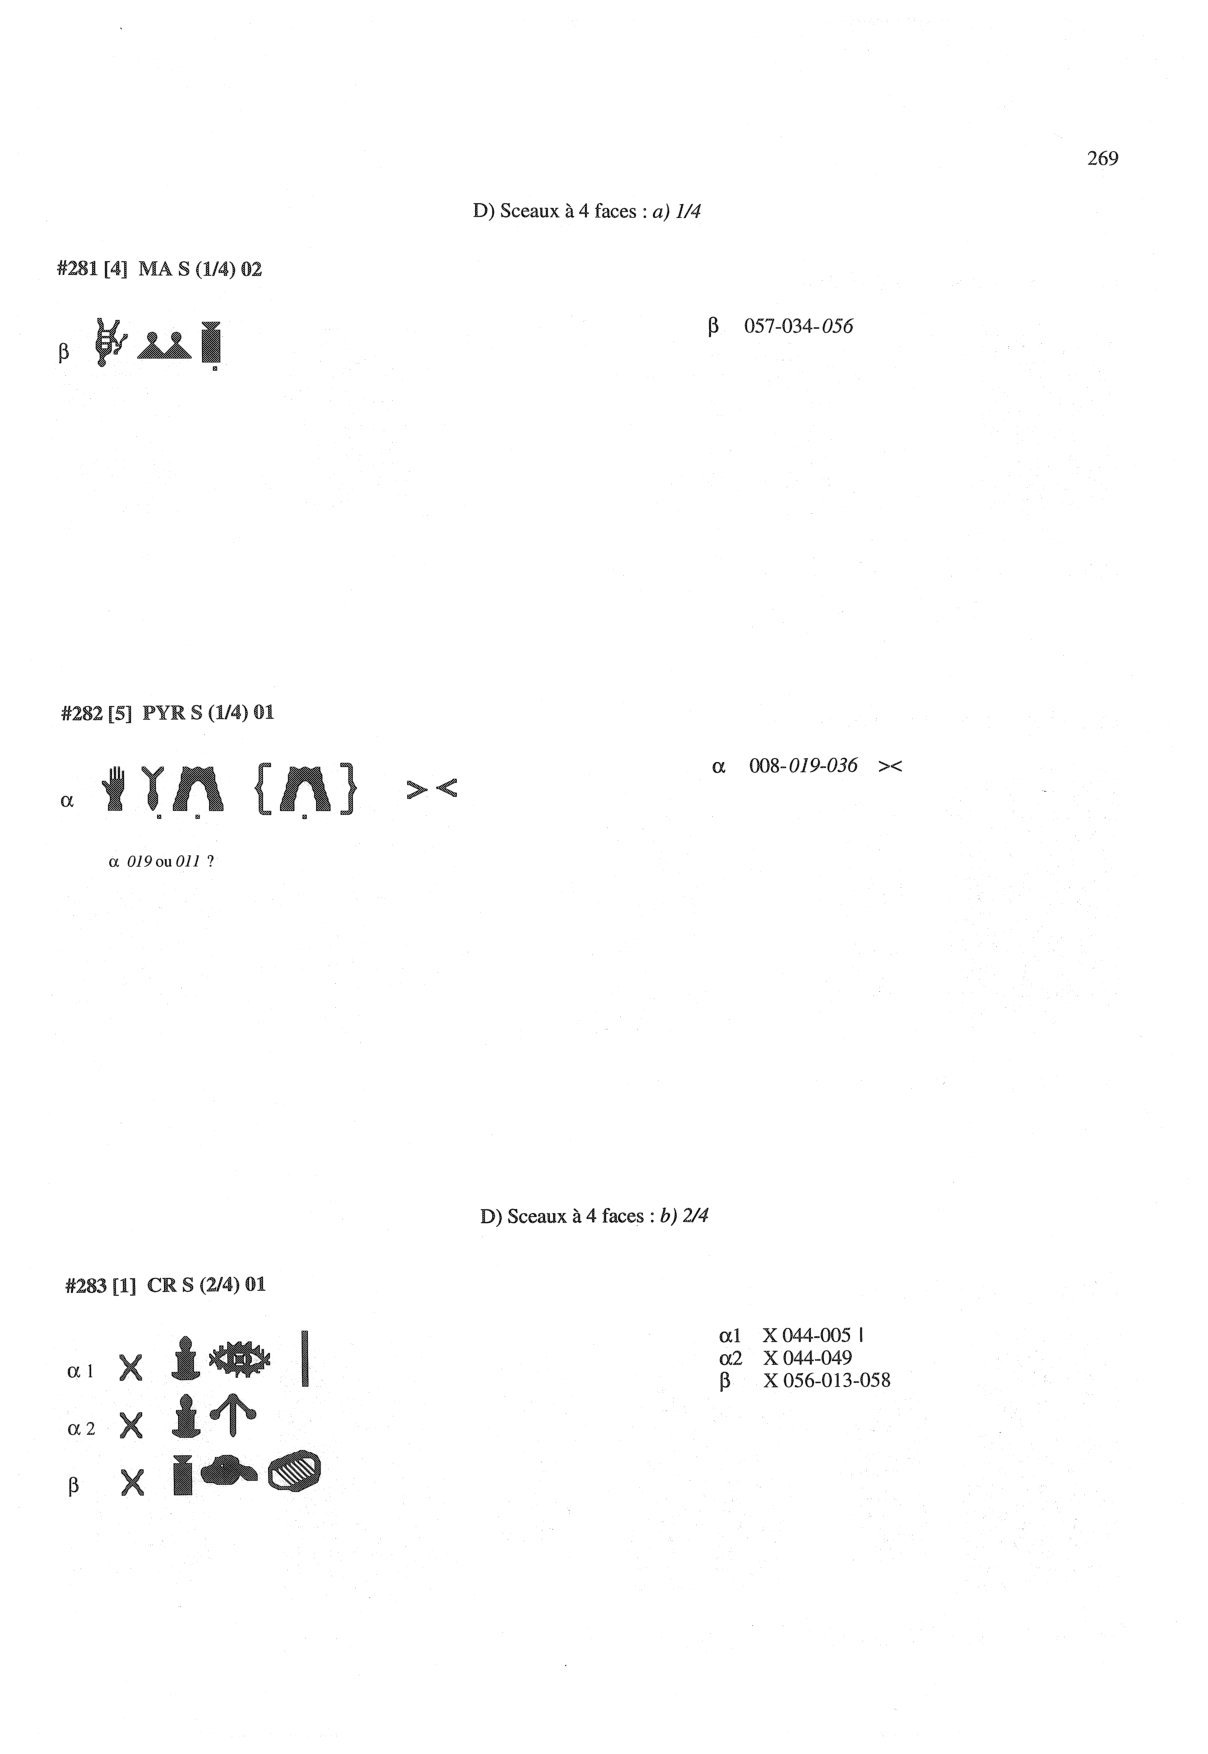 269
D) Sceaux à 4 faces : a) 1/4
#281 [4] MA S (1/4) 02
β
β 057-034-056
#282 [5] PYR S (1/4) 01
α { } ><
α 008-019-036 ><
α 019 ou 011 ?
D) Sceaux à 4 faces : b) 2/4
#283 [1] CR S (2/4) 01
α 1 X |
α1 X 044-005 |
α 2 X
α2 X 044-049
β X
β X 056-013-058